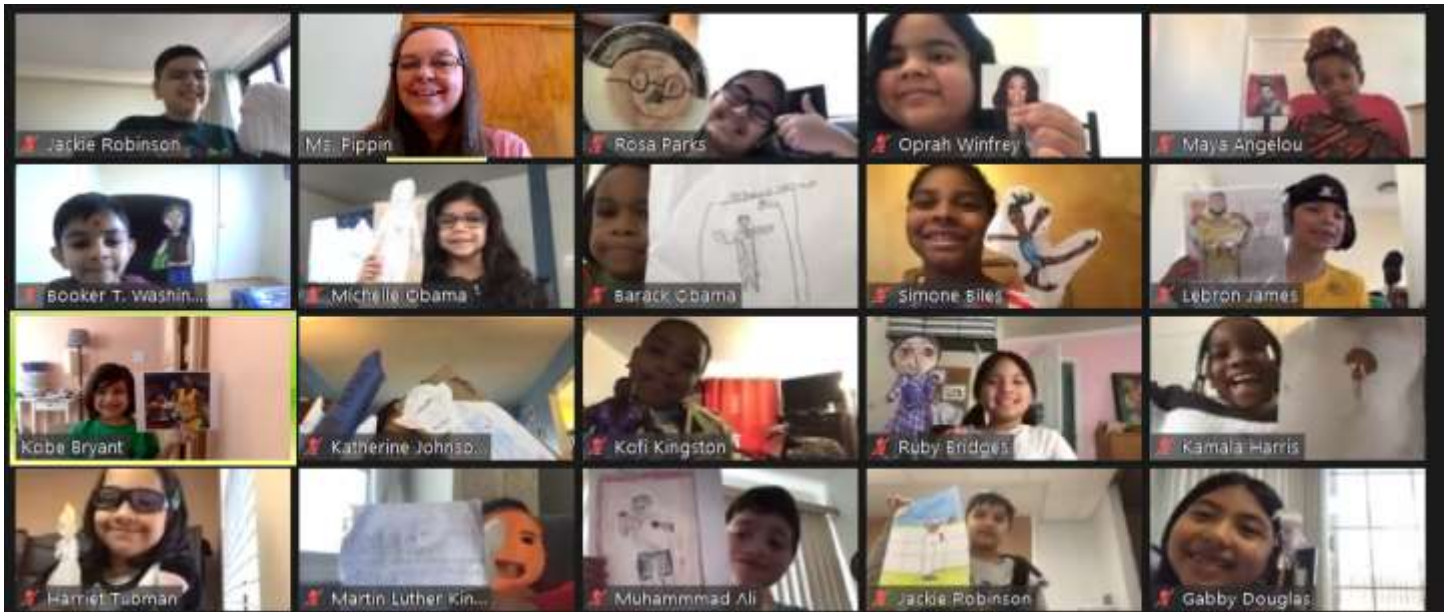 Jackie Robinson
Ms. Pippin
Rosa Parks
Oprah Winfrey
Maya Angelou
Booker T. Washin...
Michelle Obama
Barack Obama
Simone Biles
Lebron James
Kobe Bryant
Katherine Johnso...
Kofi Kingston
Ruby Bridges
Kamala Harris
Harriet Tubman
Martin Luther Kin...
Muhammmad Ali
Jackie Robinson
Gabby Douglas